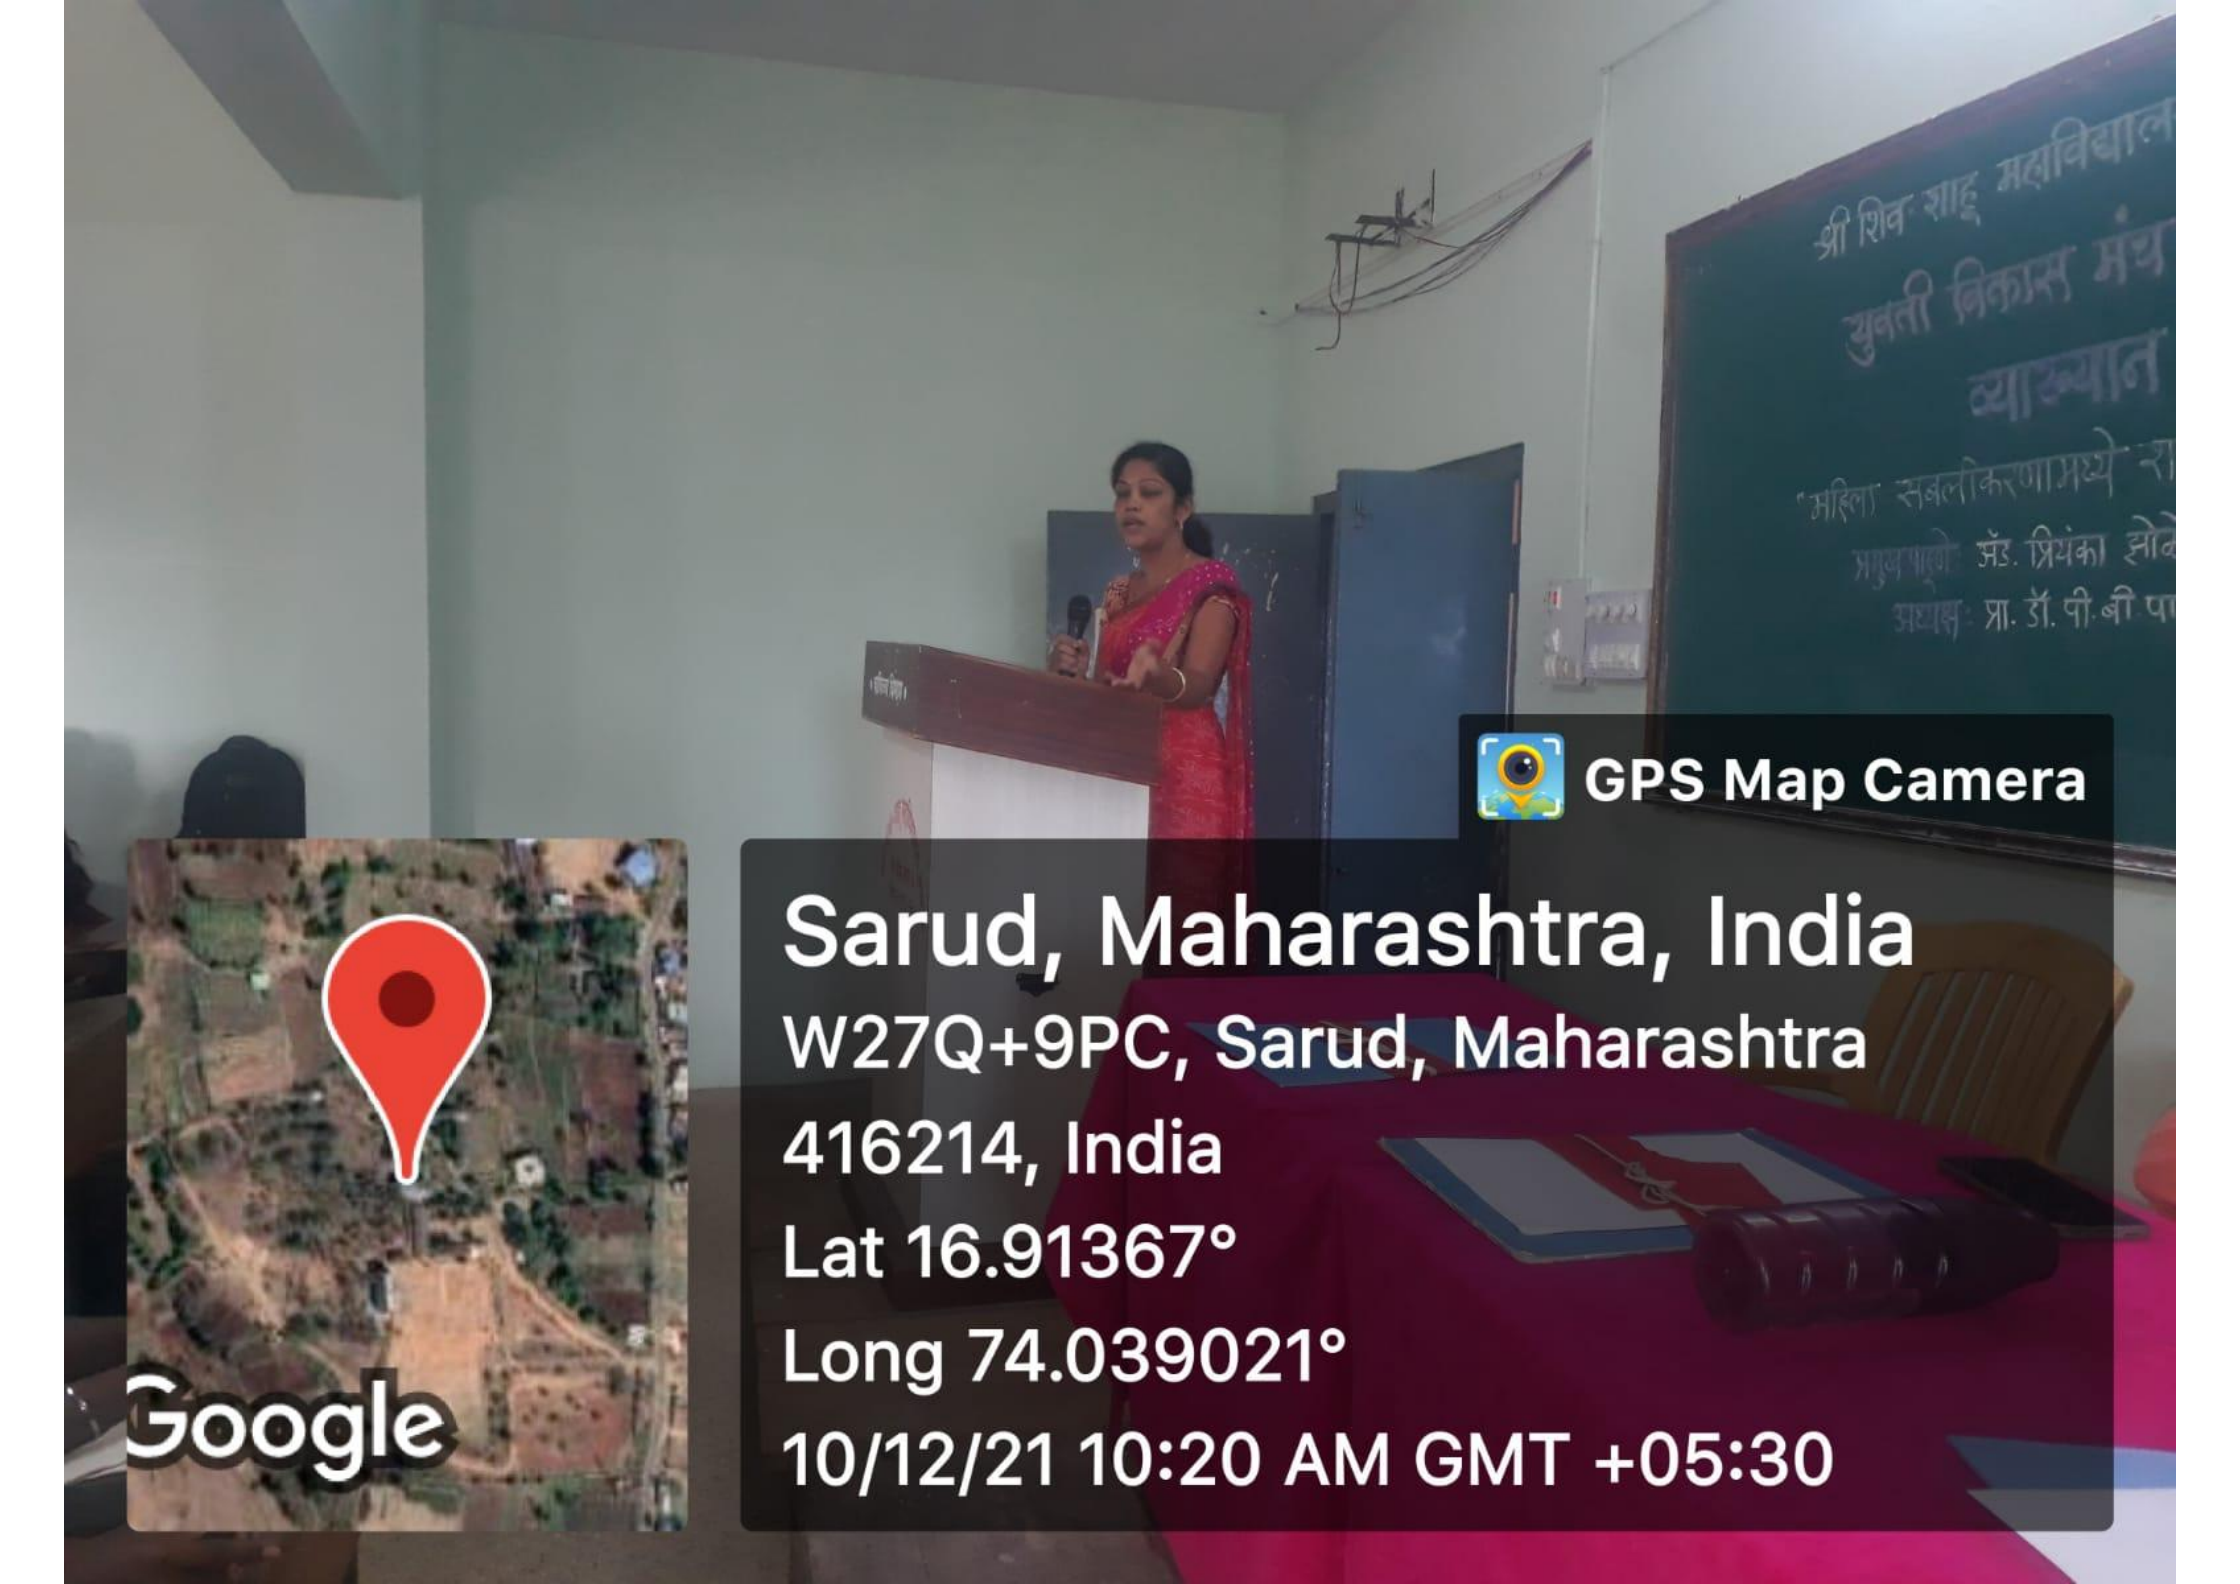 श्री शिव-शाहू महाविद्याल
युवती विकास मंच
व्याख्यान
"महिला सबलीकरणामध्ये रा
प्रमुख पाहुणे: अॅड. प्रियंका झोळे
अध्यक्ष: प्रा. डॉ. पी. बी. पा
GPS Map Camera
Sarud, Maharashtra, India
W27Q+9PC, Sarud, Maharashtra
416214, India
Lat 16.91367°
Long 74.039021°
10/12/21 10:20 AM GMT +05:30
Google